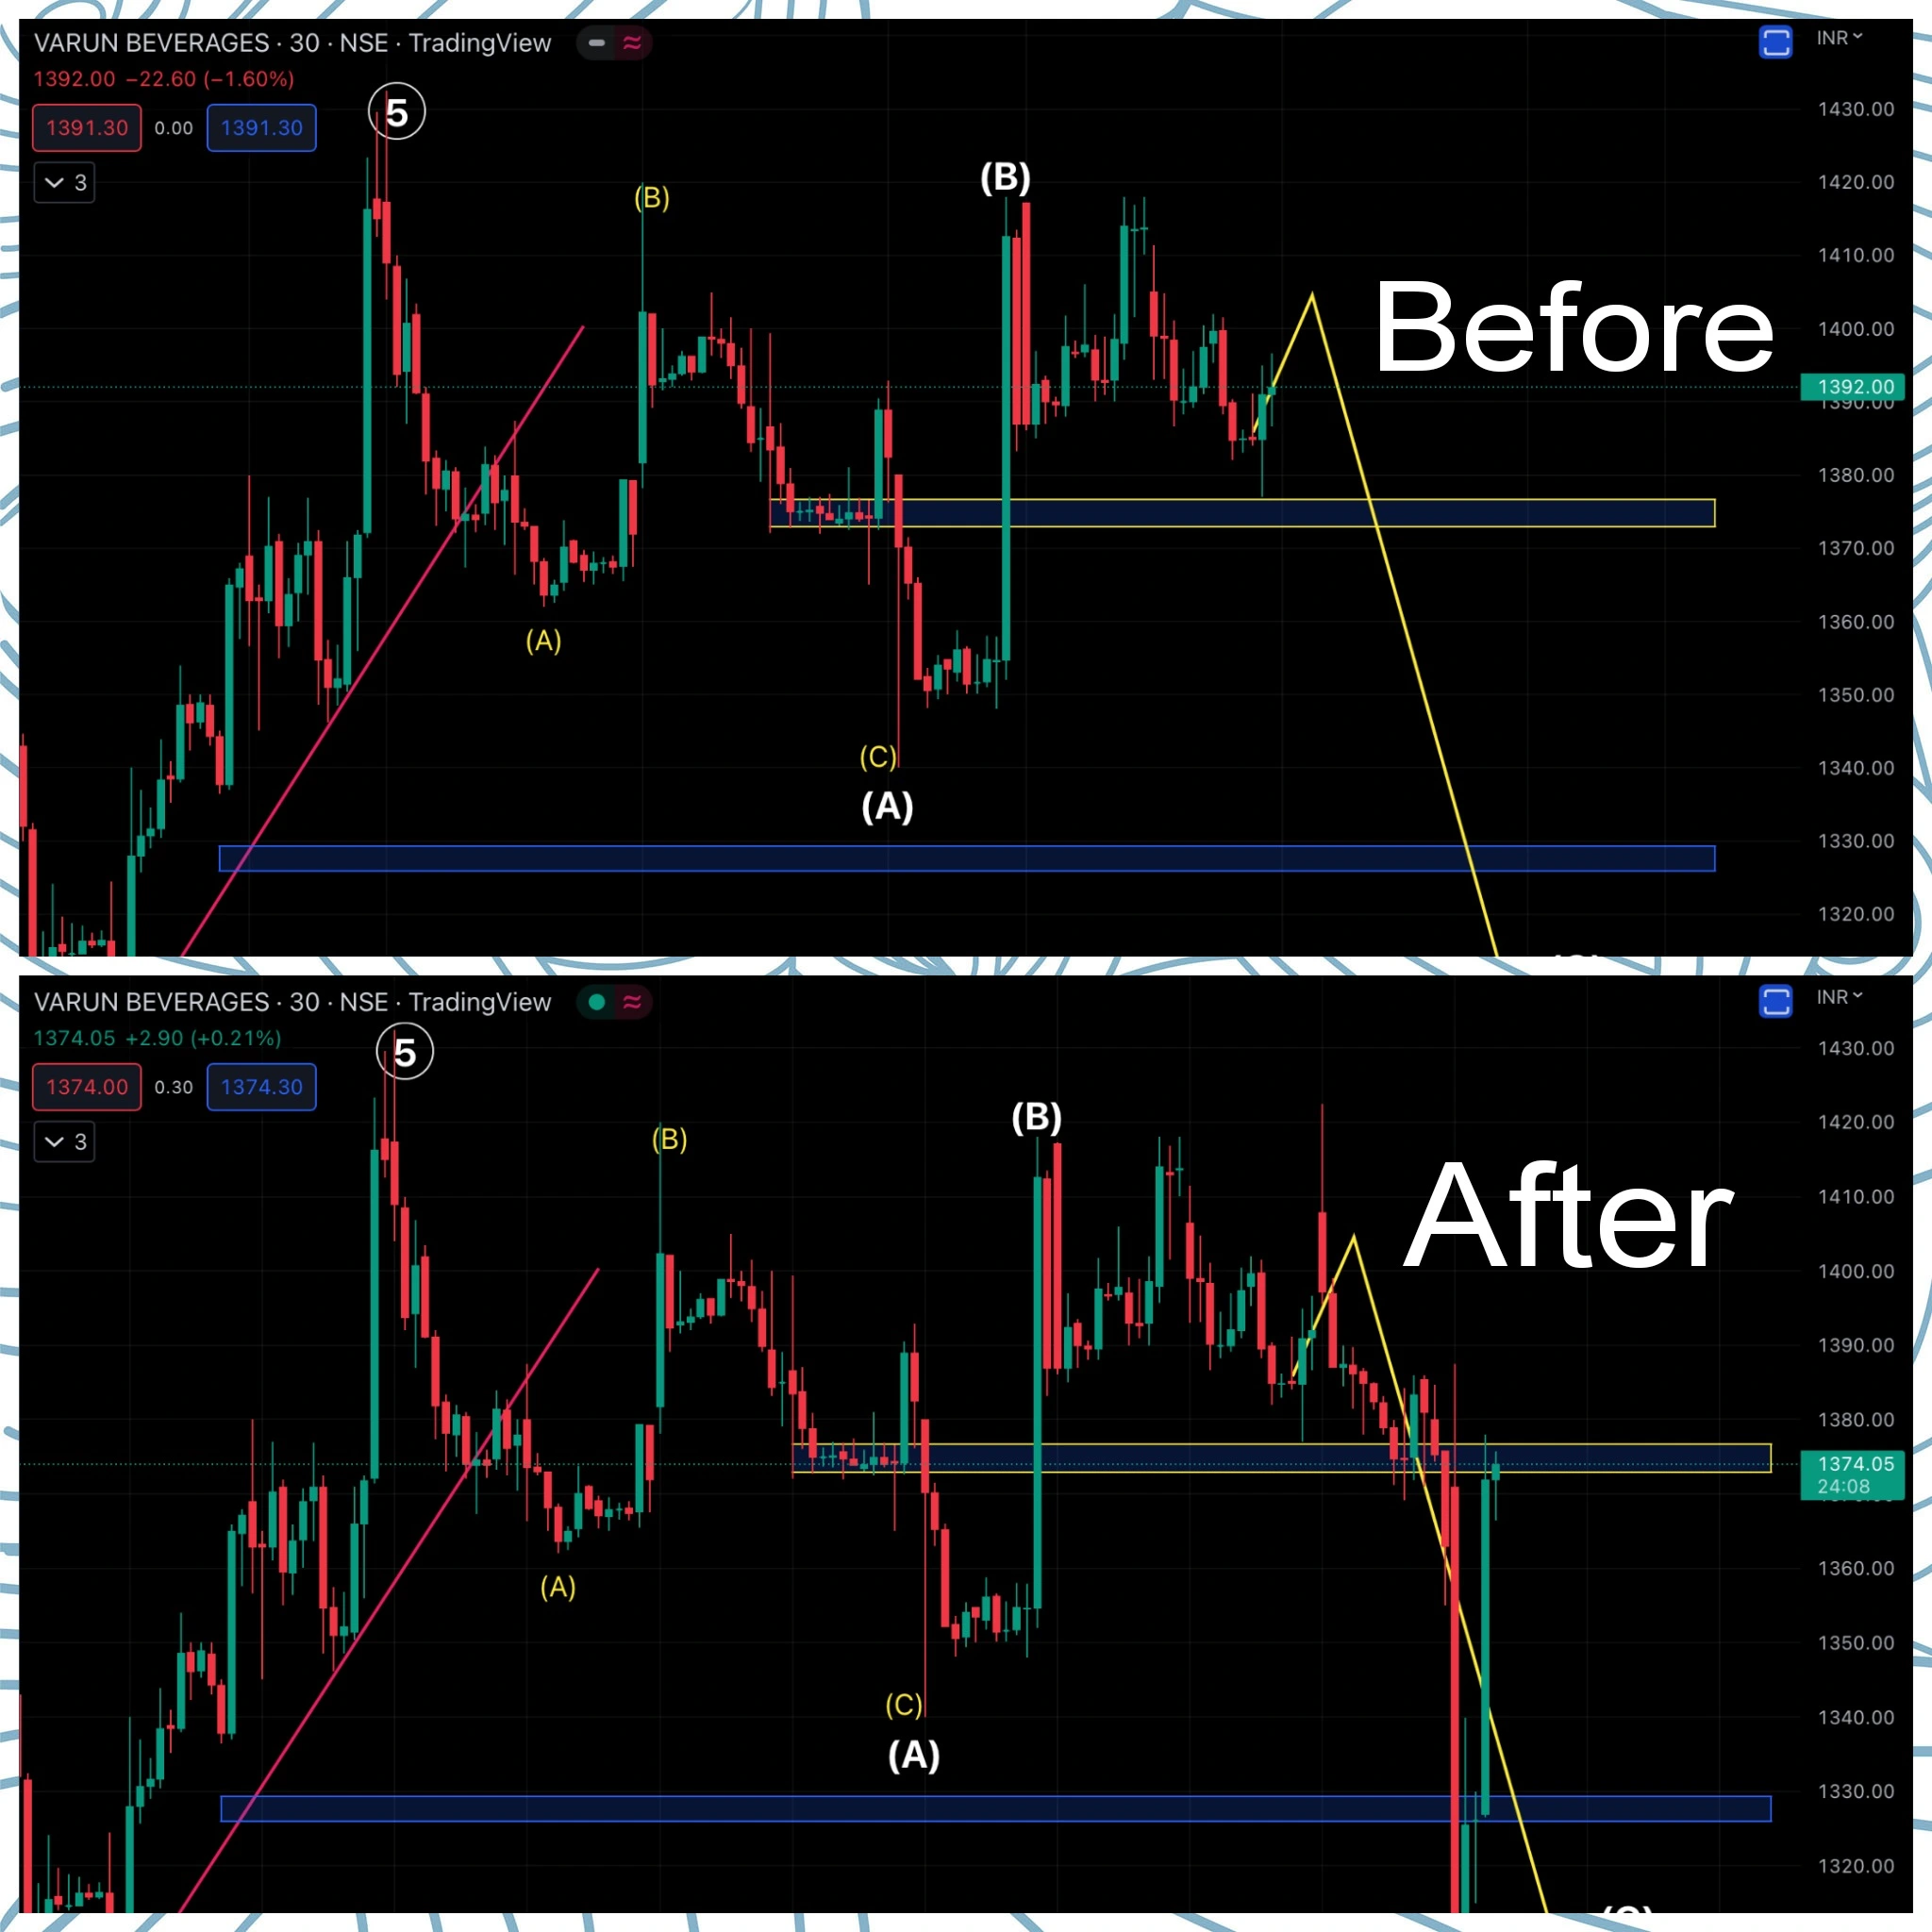 VARUN BEVERAGES · 30 · NSE · TradingView
INR
1392.00 −22.60 (−1.60%)
1391.30 0.00 1391.30
3
5
(B)
(B)
Before
(A)
(C)
(A)
1430.00
1420.00
1410.00
1400.00
1392.00
1390.00
1380.00
1370.00
1360.00
1350.00
1340.00
1330.00
1320.00
VARUN BEVERAGES · 30 · NSE · TradingView
INR
1374.05 +2.90 (+0.21%)
1374.00 0.30 1374.30
3
5
(B)
(B)
After
(A)
(C)
(A)
1430.00
1420.00
1410.00
1400.00
1390.00
1380.00
1374.05
24:08
1360.00
1350.00
1340.00
1330.00
1320.00